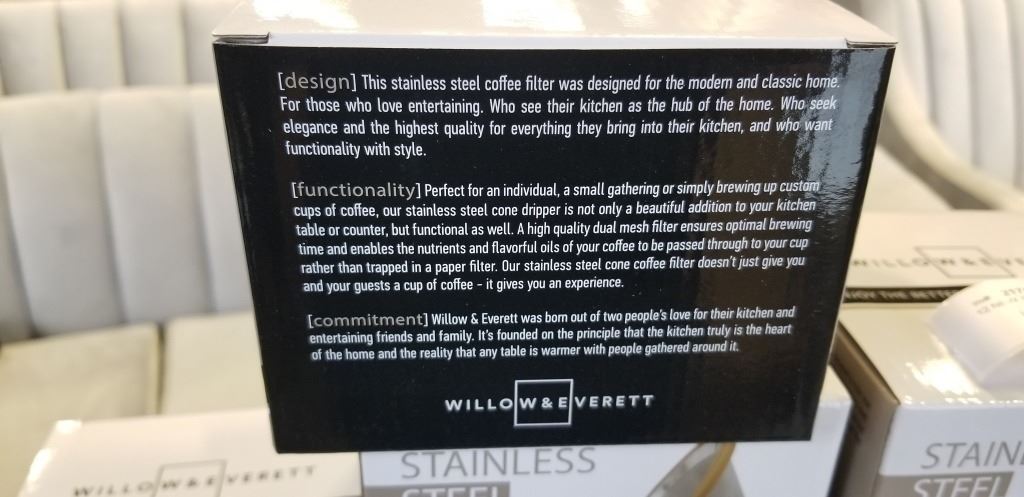 [design] This stainless steel coffee filter was designed for the modern and classic home.
For those who love entertaining. Who see their kitchen as the hub of the home. Who seek
elegance and the highest quality for everything they bring into their kitchen, and who want
functionality with style.
[functionality] Perfect for an individual, a small gathering or simply brewing up custom
cups of coffee, our stainless steel cone dripper is not only a beautiful addition to your kitchen
table or counter, but functional as well. A high quality dual mesh filter ensures optimal brewing
time and enables the nutrients and flavorful oils of your coffee to be passed through to your cup
rather than trapped in a paper filter. Our stainless steel cone coffee filter doesn't just give you
and your guests a cup of coffee - it gives you an experience.
[commitment] Willow & Everett was born out of two people's love for their kitchen and
entertaining friends and family. It's founded on the principle that the kitchen truly is the heart
of the home and the reality that any table is warmer with people gathered around it.
WILLOW & EVERETT
WILLOW & EVERETT
STAINLESS
STEEL
WILLOW & EVE
STAINL
STEEL